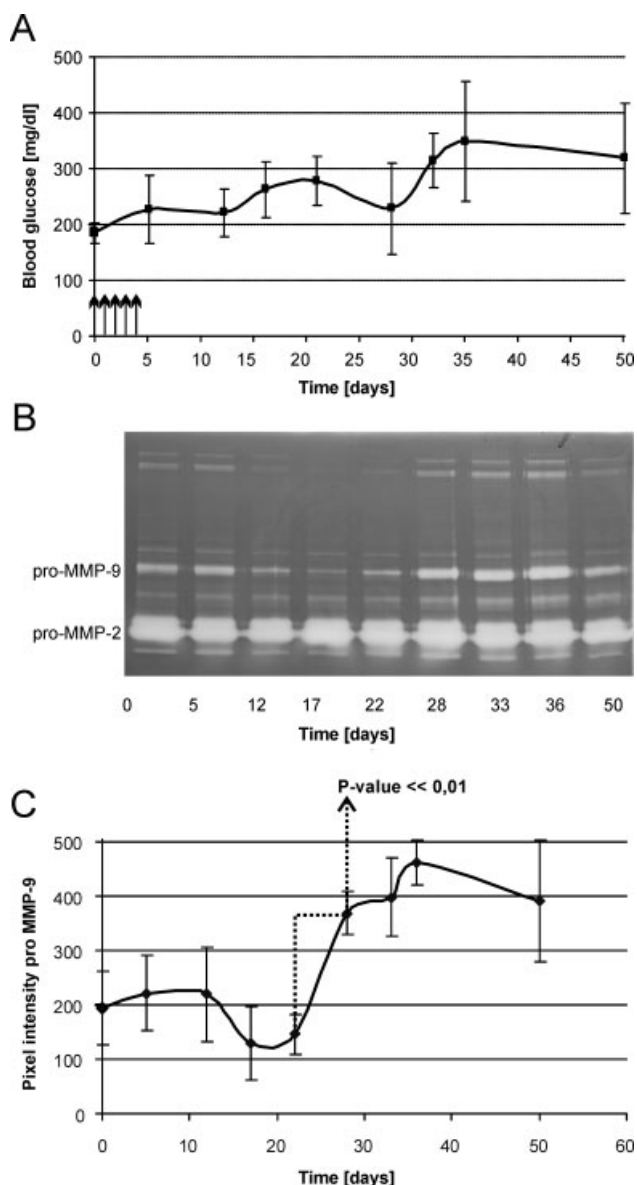 A
500
400
300
200
100
0
Blood glucose [mg/dl]
0 5 10 15 20 25 30 35 40 45 50
Time [days]
B
pro-MMP-9
pro-MMP-2
0 5 12 17 22 28 33 36 50
Time [days]
P-value << 0,01
C
500
400
300
200
100
0
Pixel intensity pro MMP-9
0 10 20 30 40 50 60
Time [days]